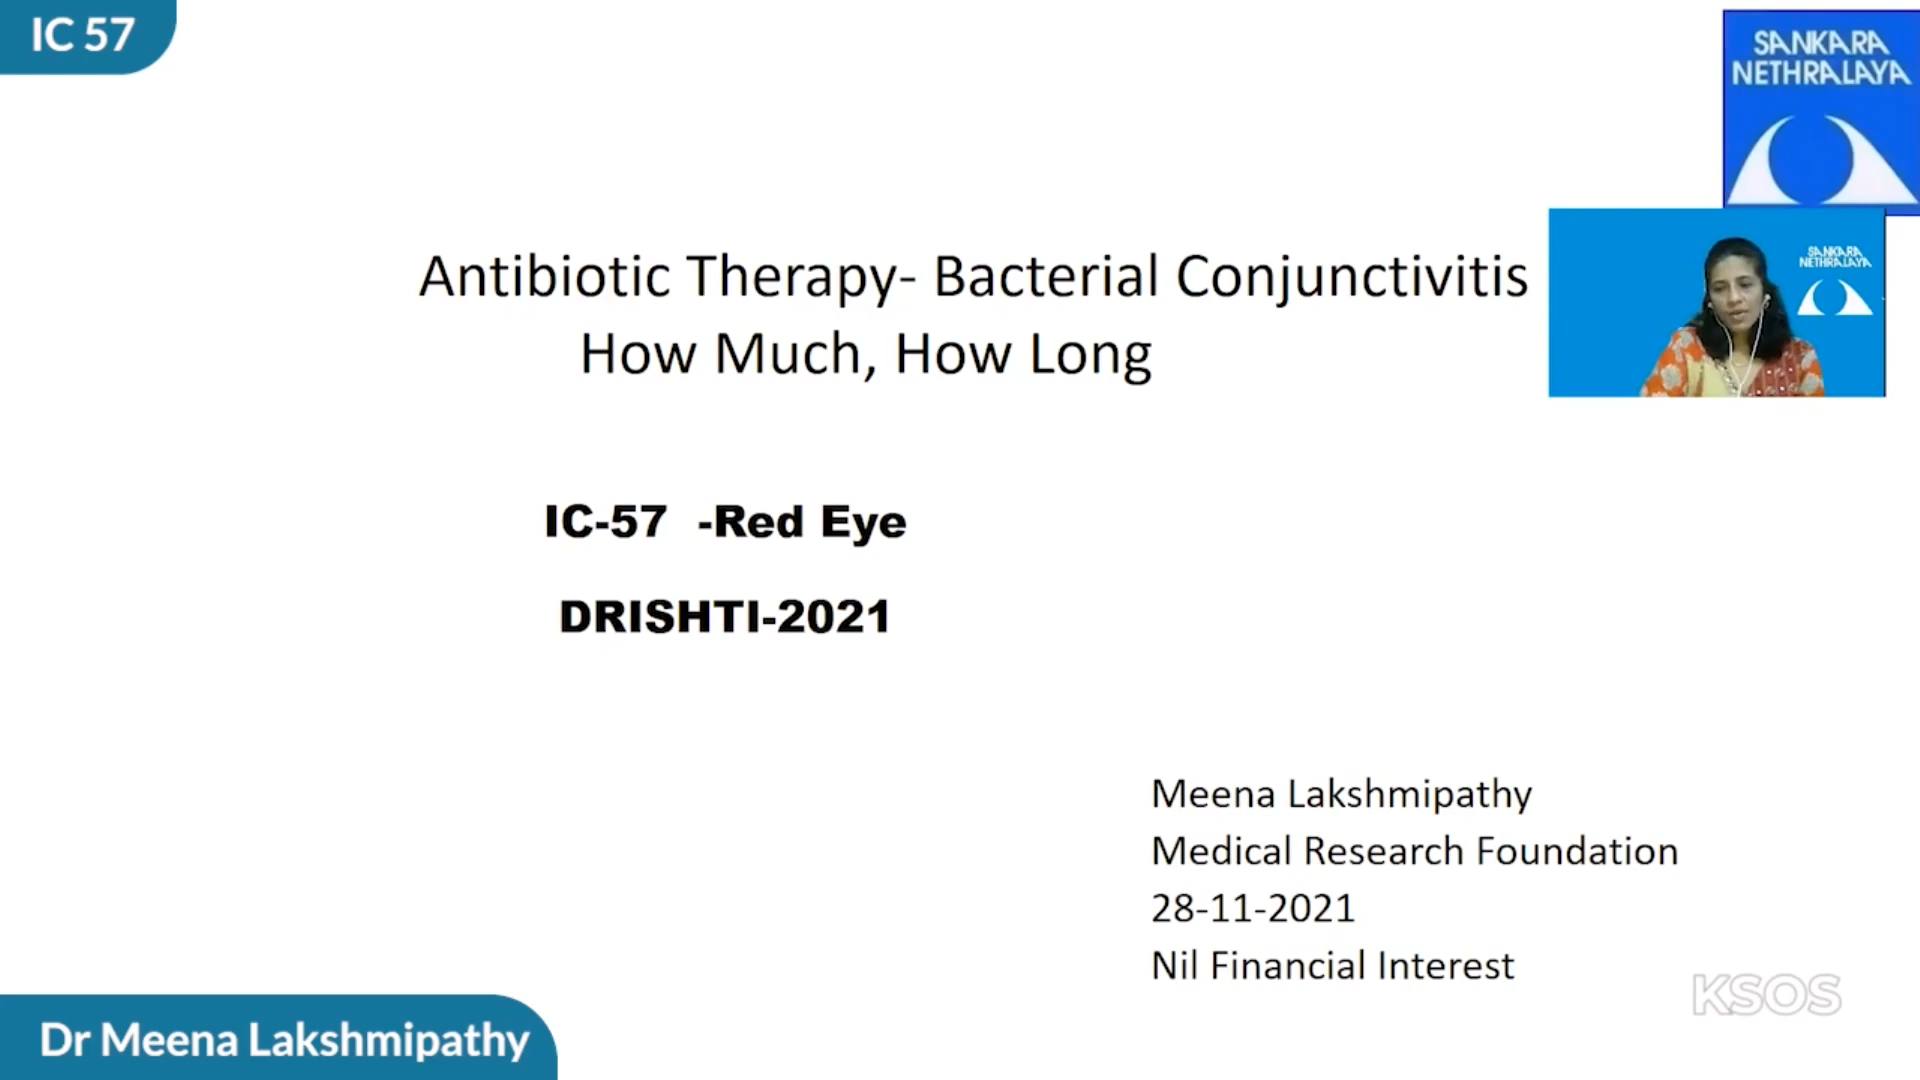 IC 57
SANKARA
NETHRALAYA
SANKARA
NETHRALAYA
Antibiotic Therapy- Bacterial Conjunctivitis
How Much, How Long
IC-57 -Red Eye
DRISHTI-2021
Meena Lakshmipathy
Medical Research Foundation
28-11-2021
Nil Financial Interest
KSOS
Dr Meena Lakshmipathy